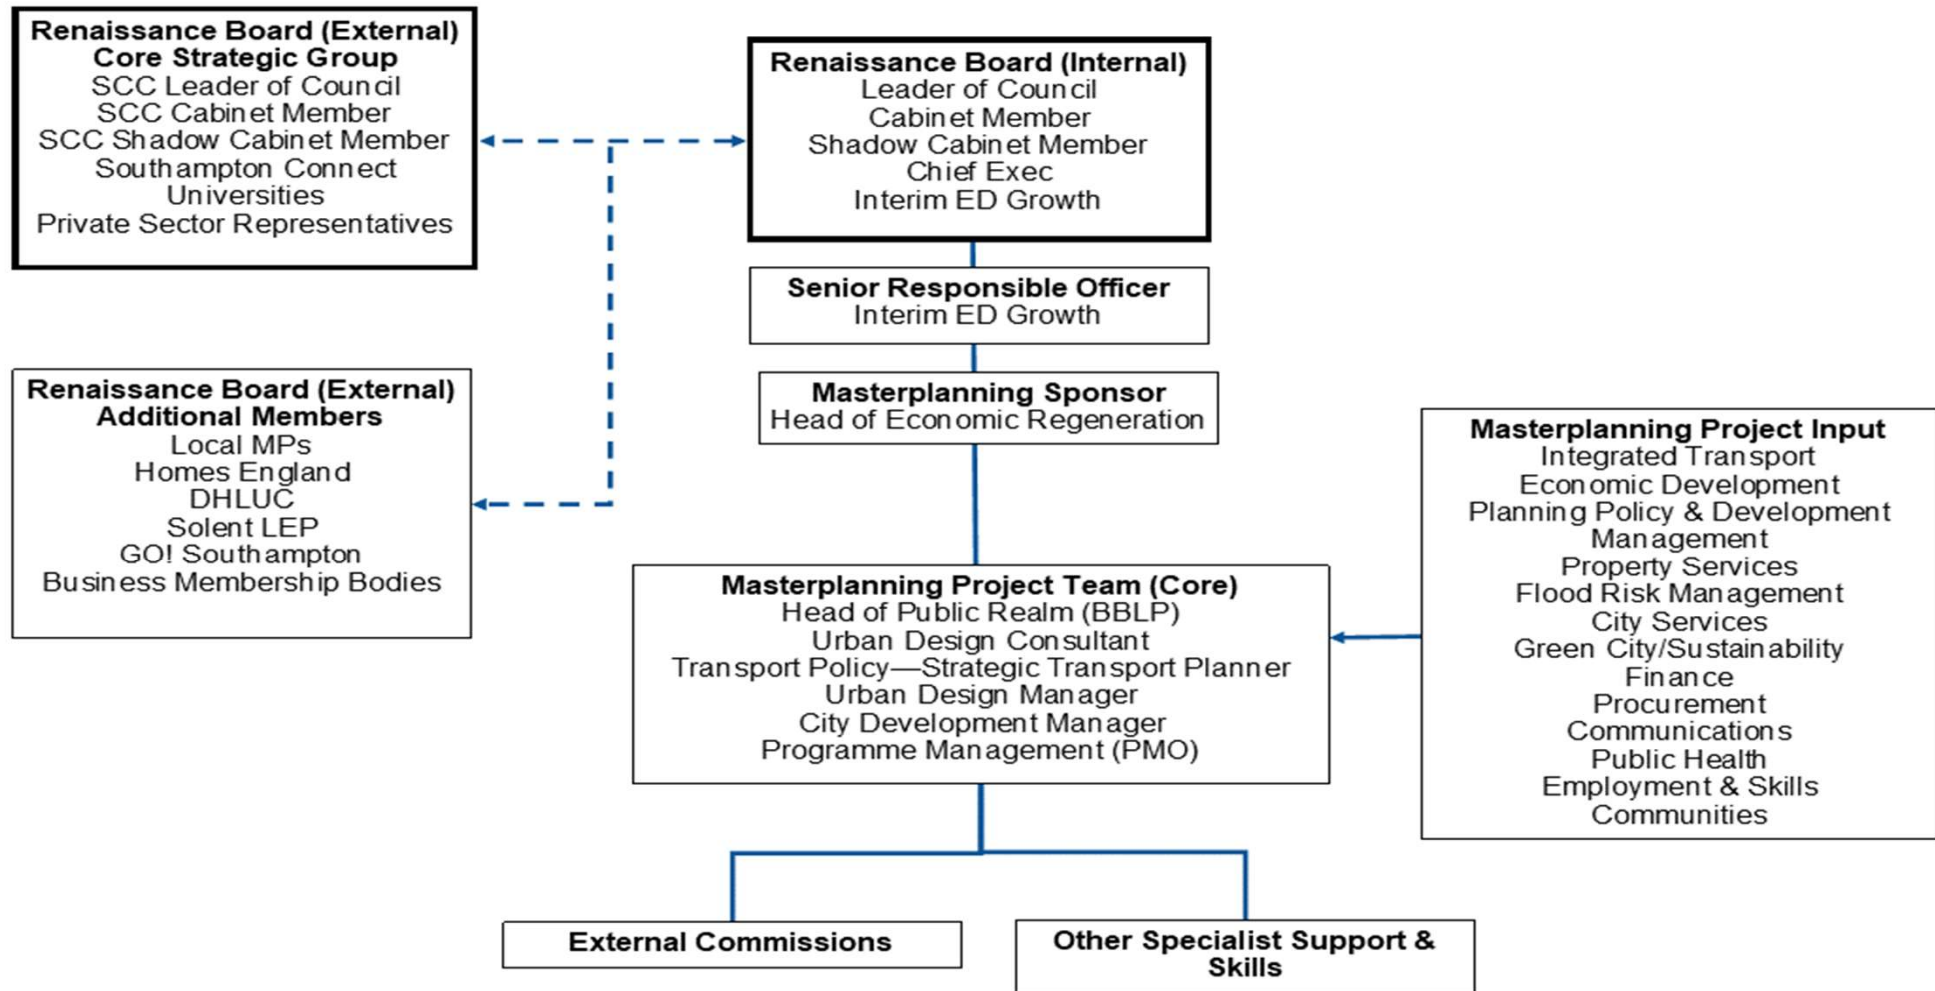 Renaissance Board (External)
Core Strategic Group
SCC Leader of Council
SCC Cabinet Member
SCC Shadow Cabinet Member
Southampton Connect
Universities
Private Sector Representatives
Renaissance Board (Internal)
Leader of Council
Cabinet Member
Shadow Cabinet Member
Chief Exec
Interim ED Growth
Senior Responsible Officer
Interim ED Growth
Renaissance Board (External)
Additional Members
Local MPs
Homes England
DHLUC
Solent LEP
GO! Southampton
Business Membership Bodies
Masterplanning Sponsor
Head of Economic Regeneration
Masterplanning Project Input
Integrated Transport
Economic Development
Planning Policy & Development
Management
Property Services
Flood Risk Management
City Services
Green City/Sustainability
Finance
Procurement
Communications
Public Health
Employment & Skills
Communities
Masterplanning Project Team (Core)
Head of Public Realm (BBLP)
Urban Design Consultant
Transport Policy—Strategic Transport Planner
Urban Design Manager
City Development Manager
Programme Management (PMO)
External Commissions
Other Specialist Support &
Skills